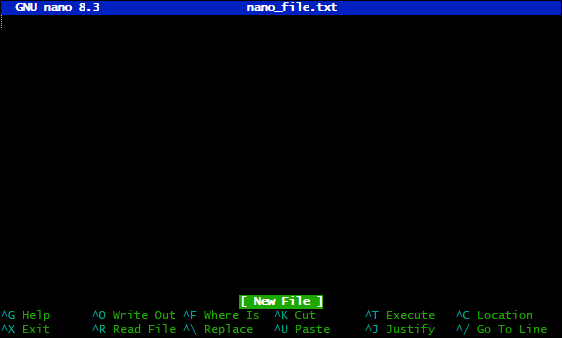 GNU nano 8.3 nano_file.txt
[ New File ]
^G Help ^O Write Out ^F Where Is ^K Cut ^T Execute ^C Location
^X Exit ^R Read File ^\ Replace ^U Paste ^J Justify ^/ Go To Line